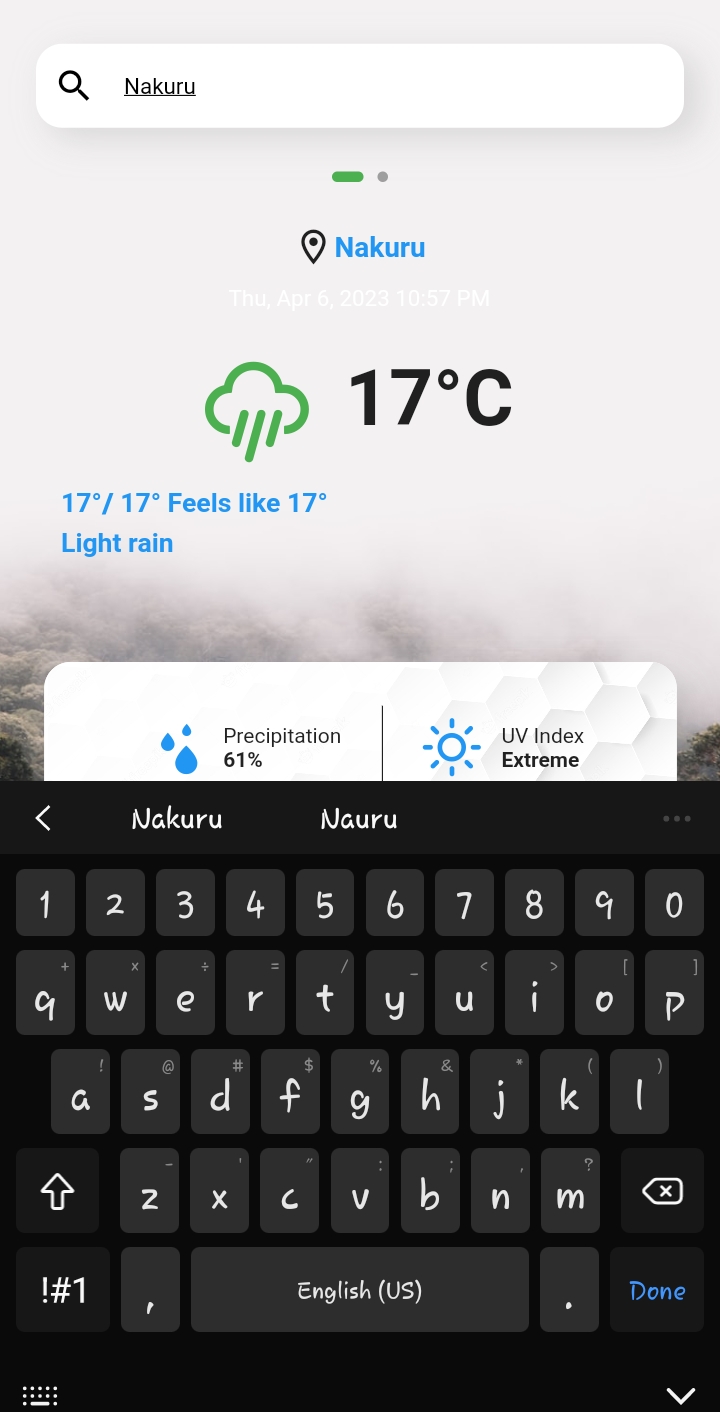 Nakuru
Nakuru
Thu, Apr 6, 2023 10:57 PM
17°C
17°/ 17° Feels like 17°
Light rain
Precipitation
61%
UV Index
Extreme
Nakuru Nauru
1 2 3 4 5 6 7 8 9 0
+ × ÷ = / _ < > [ ]
q w e r t y u i o p
! @ # $ % & * ( )
a s d f g h j k l
- ' " : ; , ?
z x c v b n m
!#1 , English (US) . Done